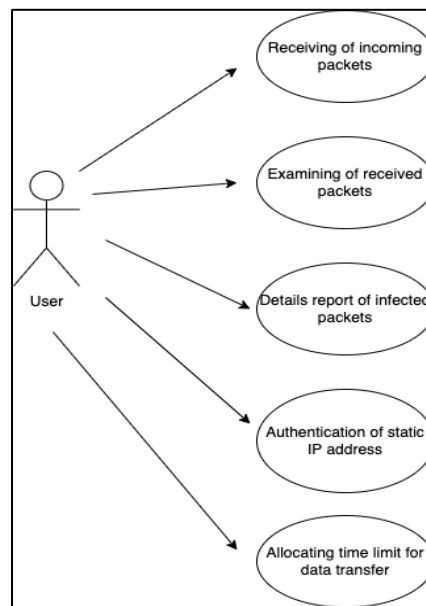 Receiving of incoming
packets
Examining of received
packets
Details report of infected
packets
User
Authentication of static
IP address
Allocating time limit for
data transfer